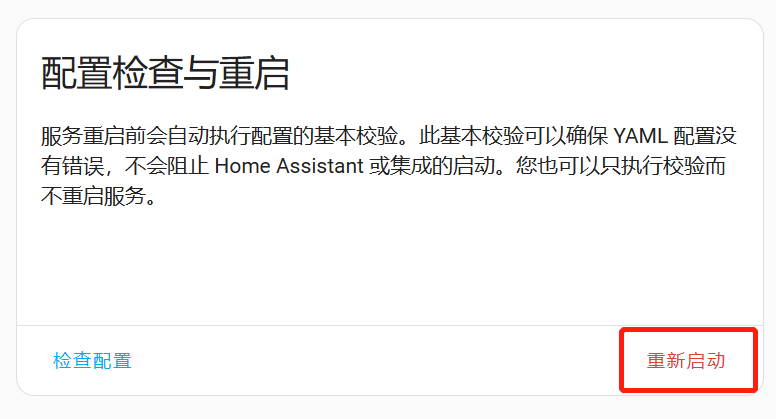 配置检查与重启
服务重启前会自动执行配置的基本校验。此基本校验可以确保 YAML 配置没
有错误，不会阻止 Home Assistant 或集成的启动。您也可以只执行校验而
不重启服务。
检查配置
重新启动